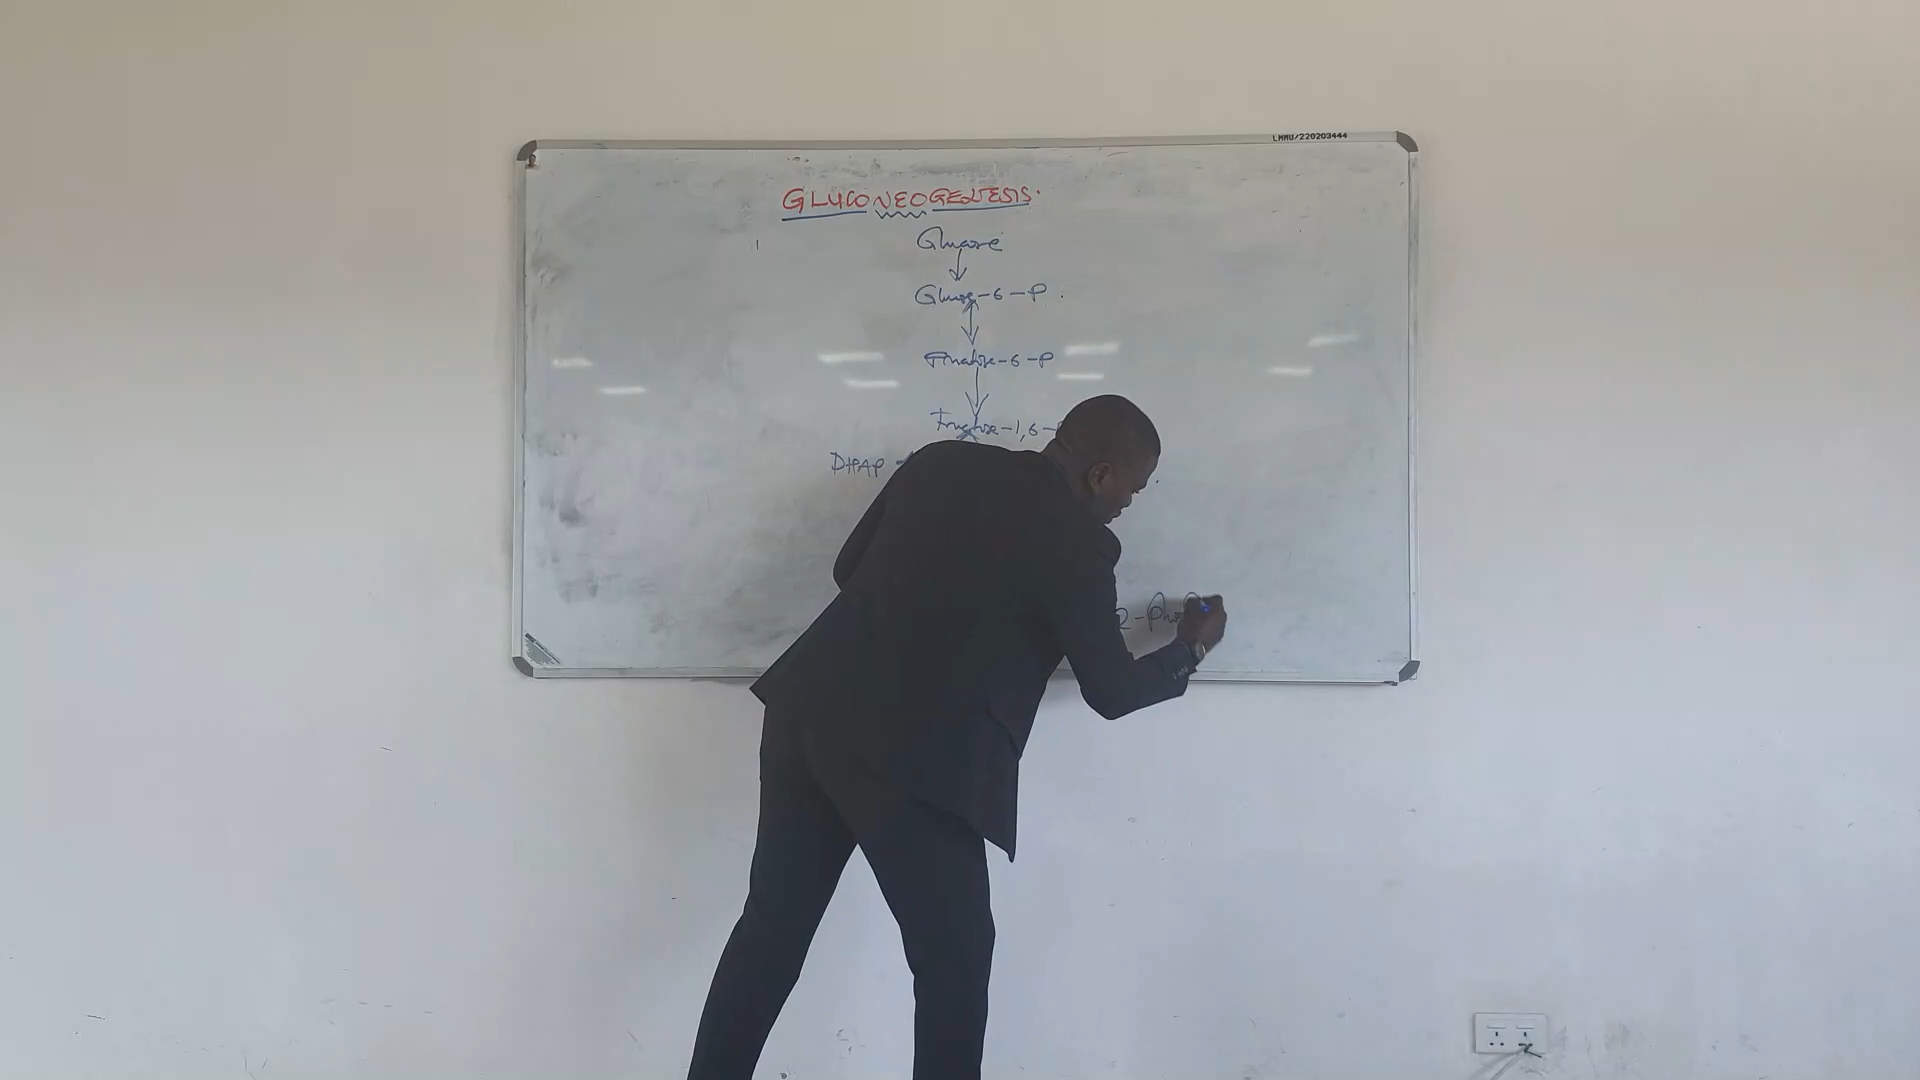 LMMU/220203444
GLUCONEOGENESIS.
Glucose
Glucose-6-P.
Fructose-6-P
Fructose-1,6-
DHAP
2-Pho